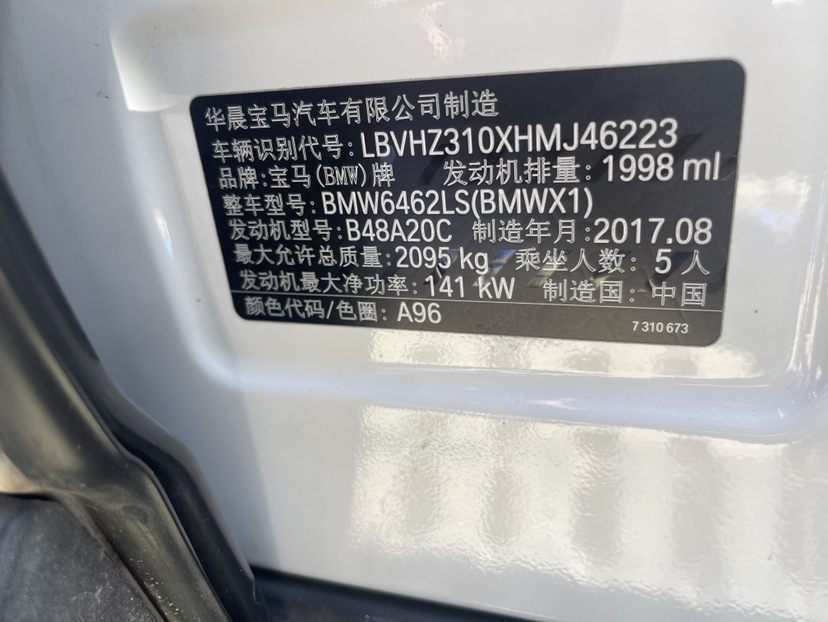 华晨宝马汽车有限公司制造
车辆识别代号: LBVHZ310XHMJ46223
品牌: 宝马(BMW)牌 发动机排量: 1998 ml
整车型号: BMW6462LS(BMWX1)
发动机型号: B48A20C 制造年月: 2017.08
最大允许总质量: 2095 kg 乘坐人数: 5 人
发动机最大净功率: 141 kW 制造国: 中国
颜色代码/色圈: A96
7 310 673